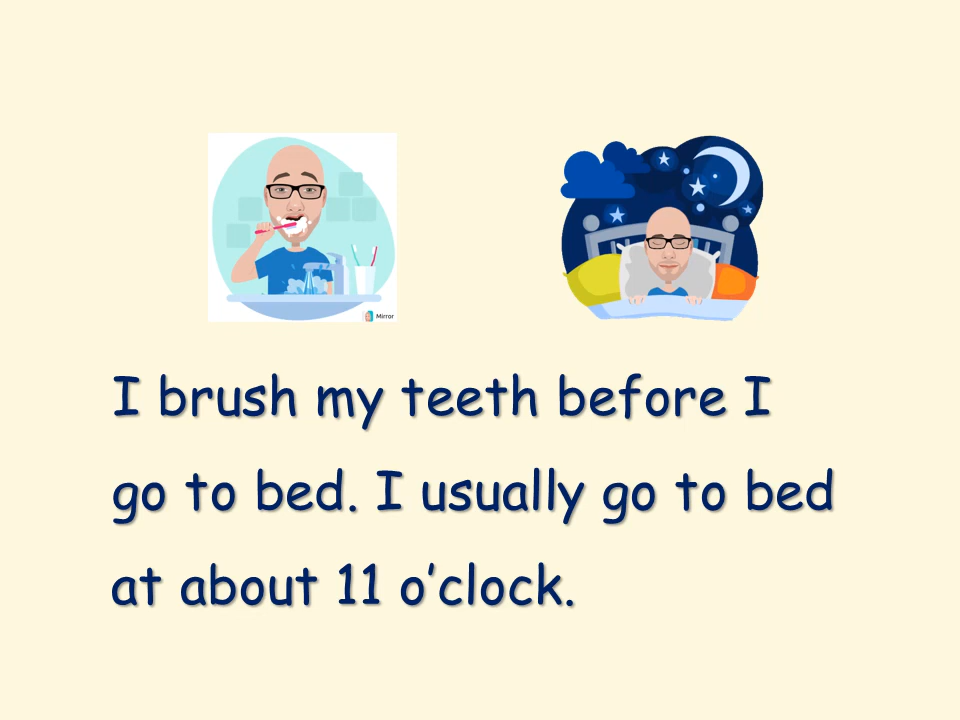 Mirror
I brush my teeth before I
go to bed. I usually go to bed
at about 11 o’clock.